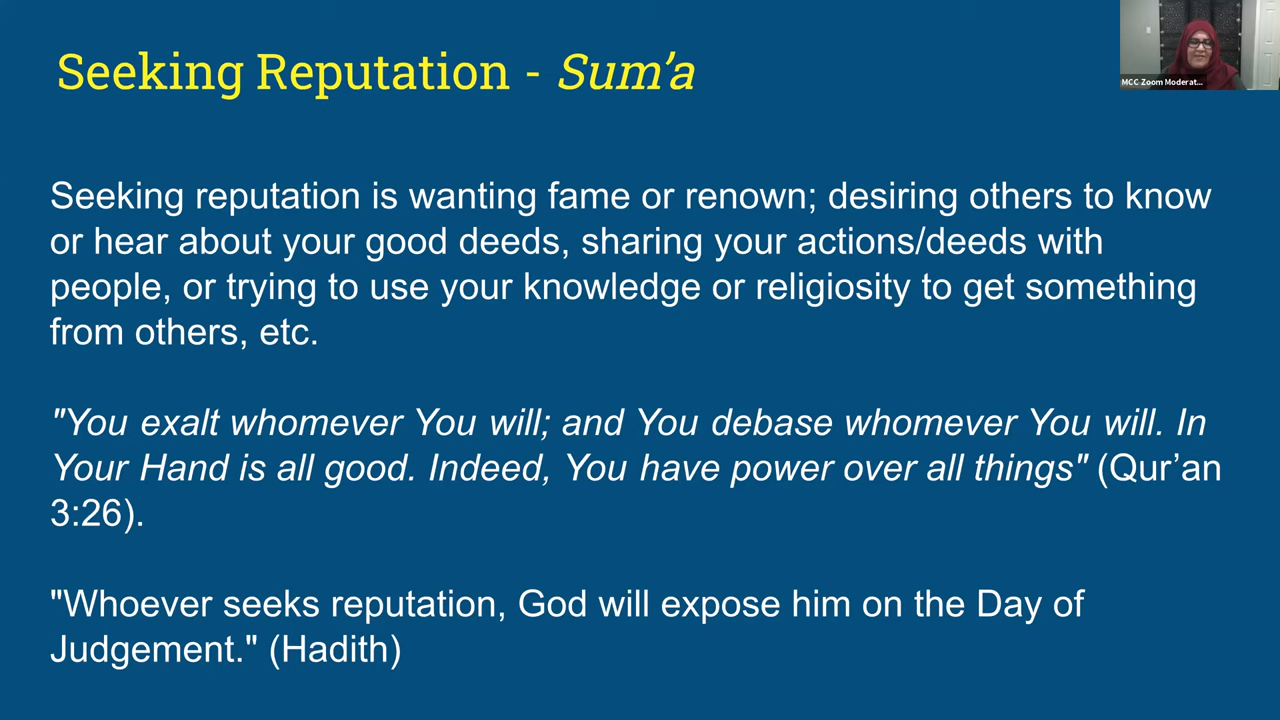 Seeking Reputation - Sum’a
MCC Zoom Moderat...
Seeking reputation is wanting fame or renown; desiring others to know
or hear about your good deeds, sharing your actions/deeds with
people, or trying to use your knowledge or religiosity to get something
from others, etc.
"You exalt whomever You will; and You debase whomever You will. In
Your Hand is all good. Indeed, You have power over all things" (Qur’an
3:26).
"Whoever seeks reputation, God will expose him on the Day of
Judgement." (Hadith)